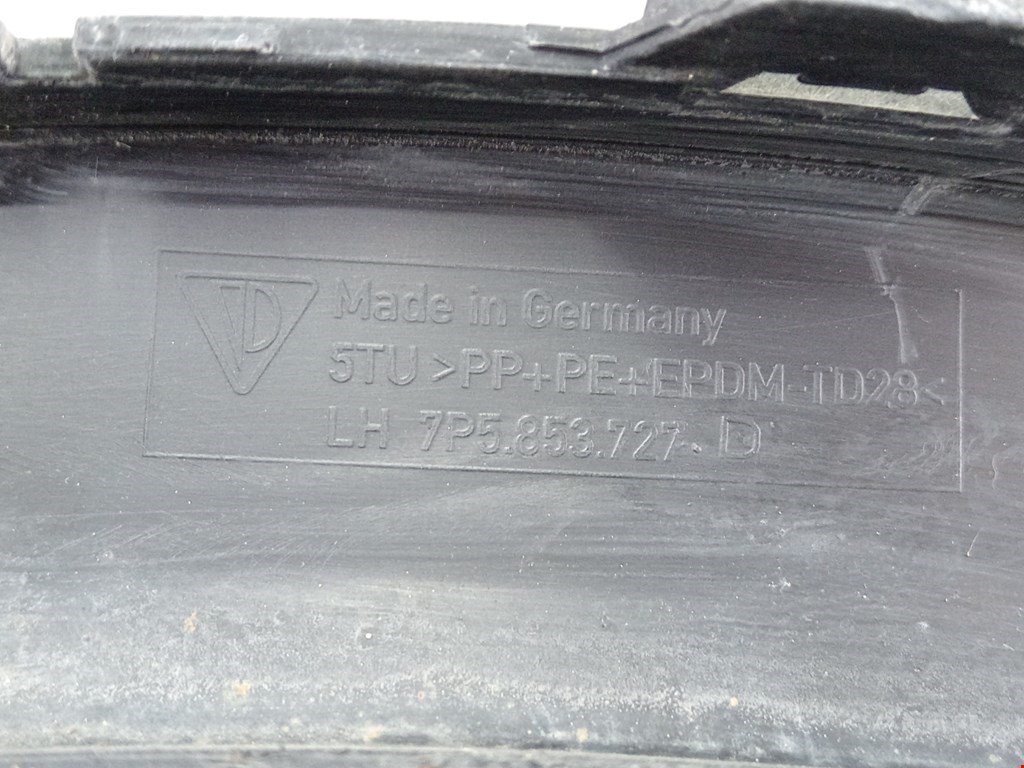 Made in Germany
5TU >PP+PE+EPDM-TD28<
LH 7P5.853.727. D